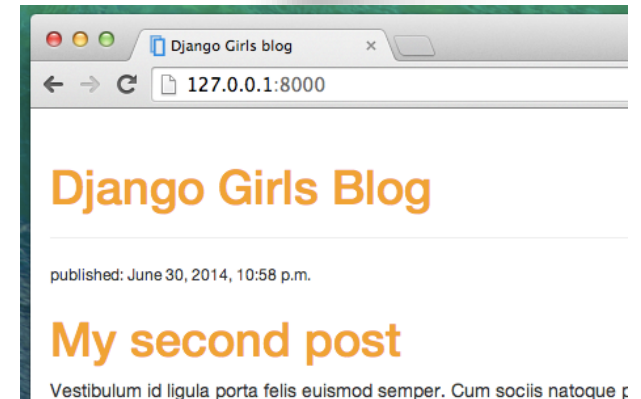 Django Girls blog
127.0.0.1:8000
Django Girls Blog
published: June 30, 2014, 10:58 p.m.
My second post
Vestibulum id ligula porta felis euismod semper. Cum sociis natoque